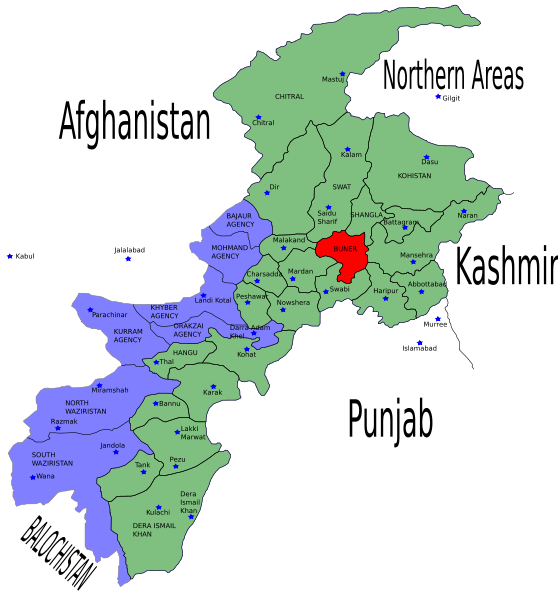 Northern Areas
Mastuj
CHITRAL
Gilgit
Afghanistan
Chitral
Kalam
Dasu
KOHISTAN
Dir
SWAT
Saidu
Sharif
SHANGLA
Battagram
Naran
BAJAUR
AGENCY
Malakand
BUNER
MOHMAND
AGENCY
Jalalabad
Kabul
Mansehra
Kashmir
Charsadda
Mardan
Swabi
Haripur
Abbottabad
Landi Kotal
Peshawar
Nowshera
Parachinar
KHYBER
AGENCY
Murree
KURRAM
AGENCY
ORAKZAI
AGENCY
Darra Adam
Khel
Islamabad
HANGU
Kohat
Thal
Miramshah
Karak
NORTH
WAZIRISTAN
Bannu
Punjab
Razmak
Lakki
Marwat
Jandola
SOUTH
WAZIRISTAN
Tank
Pezu
Wana
Dera
Ismail
Khan
Kulachi
DERA ISMAIL
KHAN
BALOCHISTAN